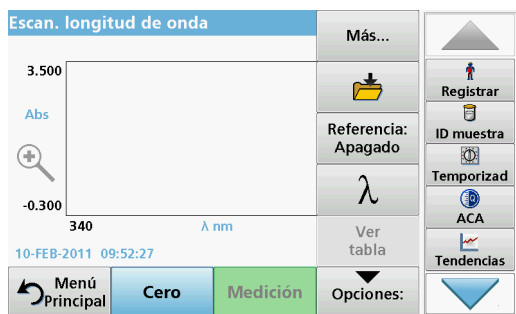 Escan. longitud de onda
Más...
3.500
Abs
-0.300
340
λ nm
10-FEB-2011 09:52:27
Referencia:
Apagado
λ
Ver
tabla
Menú
Principal
Cero
Medición
Opciones:
Registrar
ID muestra
Temporizad
ACA
Tendencias